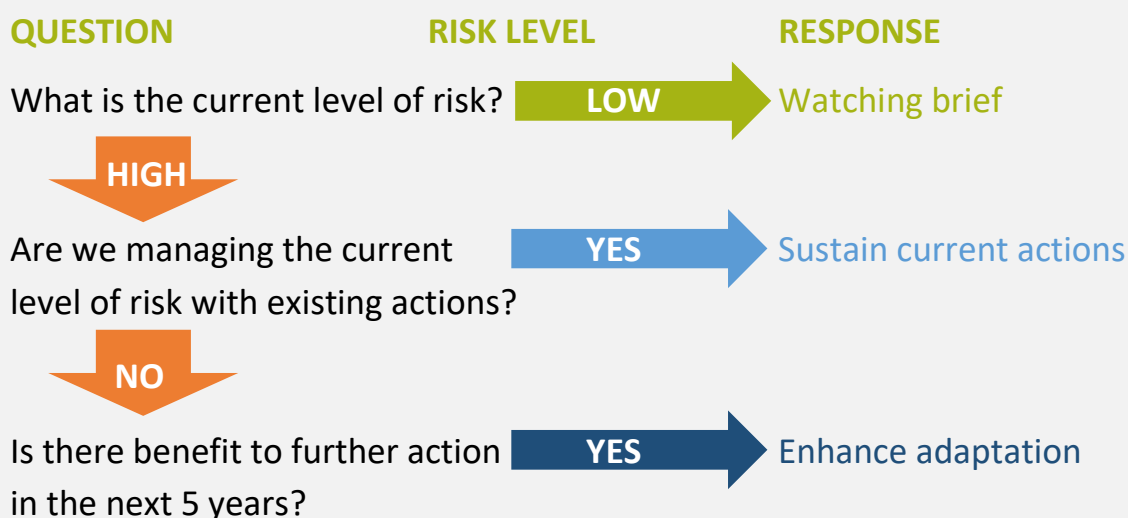 QUESTION RISK LEVEL RESPONSE
What is the current level of risk? LOW Watching brief
HIGH
Are we managing the current YES Sustain current actions
level of risk with existing actions?
NO
Is there benefit to further action YES Enhance adaptation
in the next 5 years?